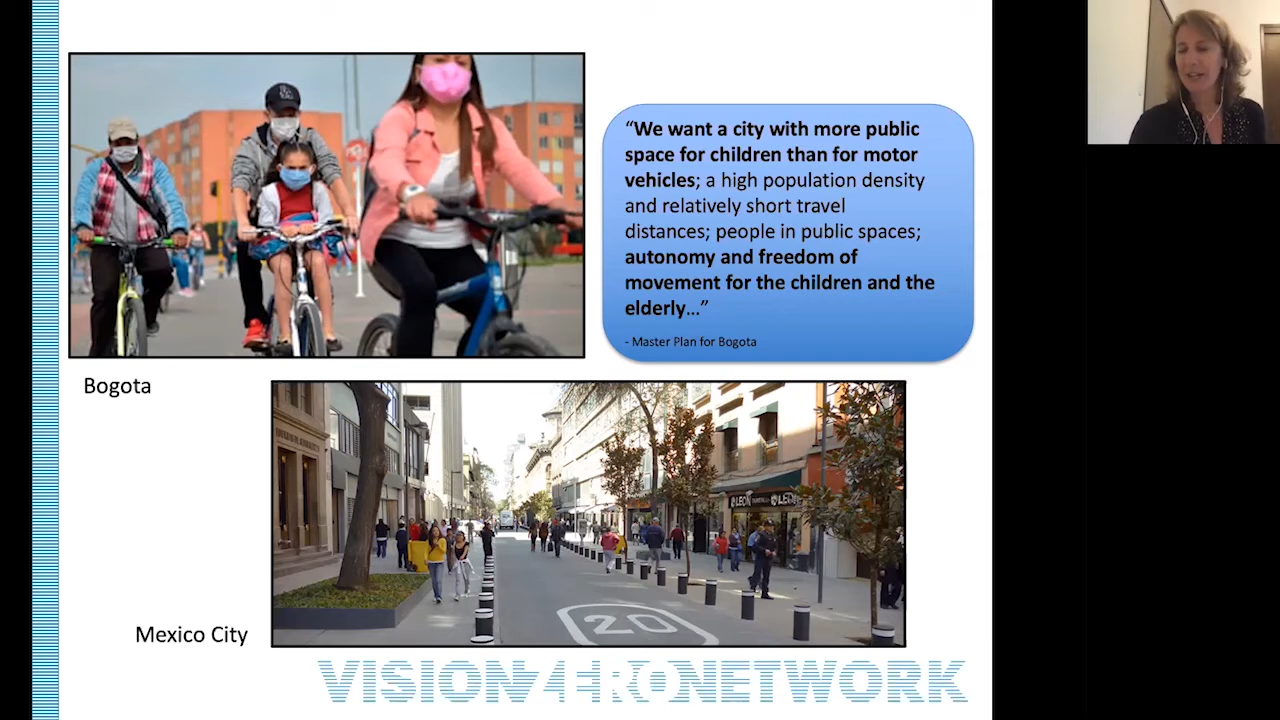 “We want a city with more public
space for children than for motor
vehicles; a high population density
and relatively short travel
distances; people in public spaces;
autonomy and freedom of
movement for the children and the
elderly…”
- Master Plan for Bogota
Bogota
LEON
20
Mexico City
VISION ZERO NETWORK